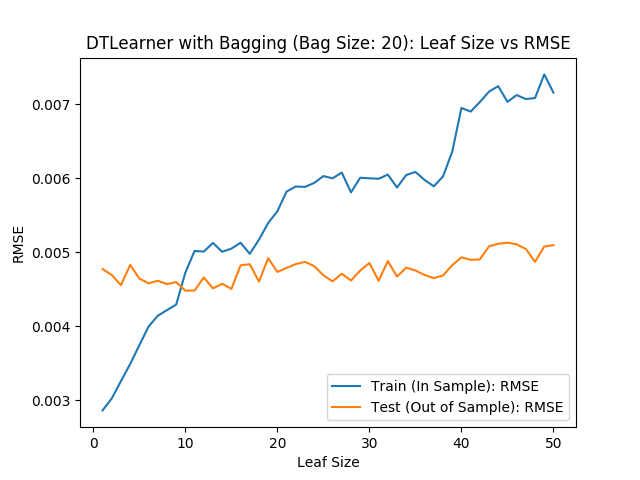 DTLearner with Bagging (Bag Size: 20): Leaf Size vs RMSE
RMSE
0.007
0.006
0.005
0.004
0.003
Train (In Sample): RMSE
Test (Out of Sample): RMSE
0 10 20 30 40 50
Leaf Size